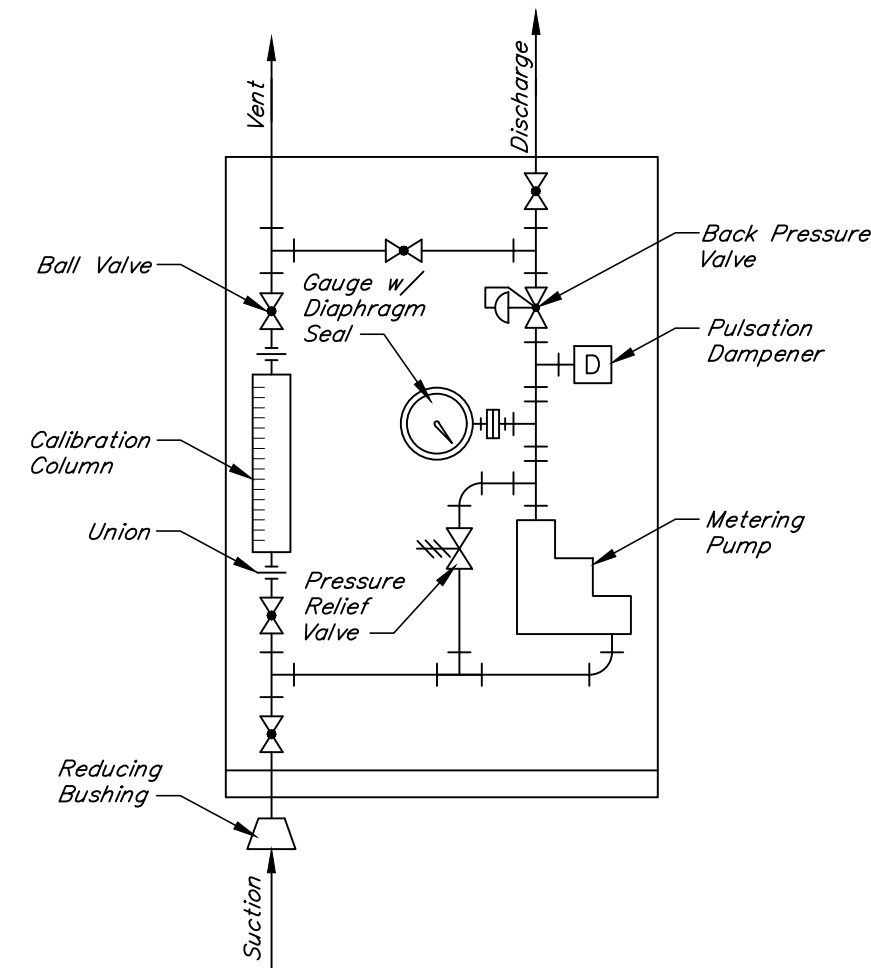 Vent
Discharge
Ball Valve
Gauge w/
Diaphragm
Seal
Back Pressure
Valve
Pulsation
Dampener
D
Calibration
Column
Union
Pressure
Relief
Valve
Metering
Pump
Reducing
Bushing
Suction